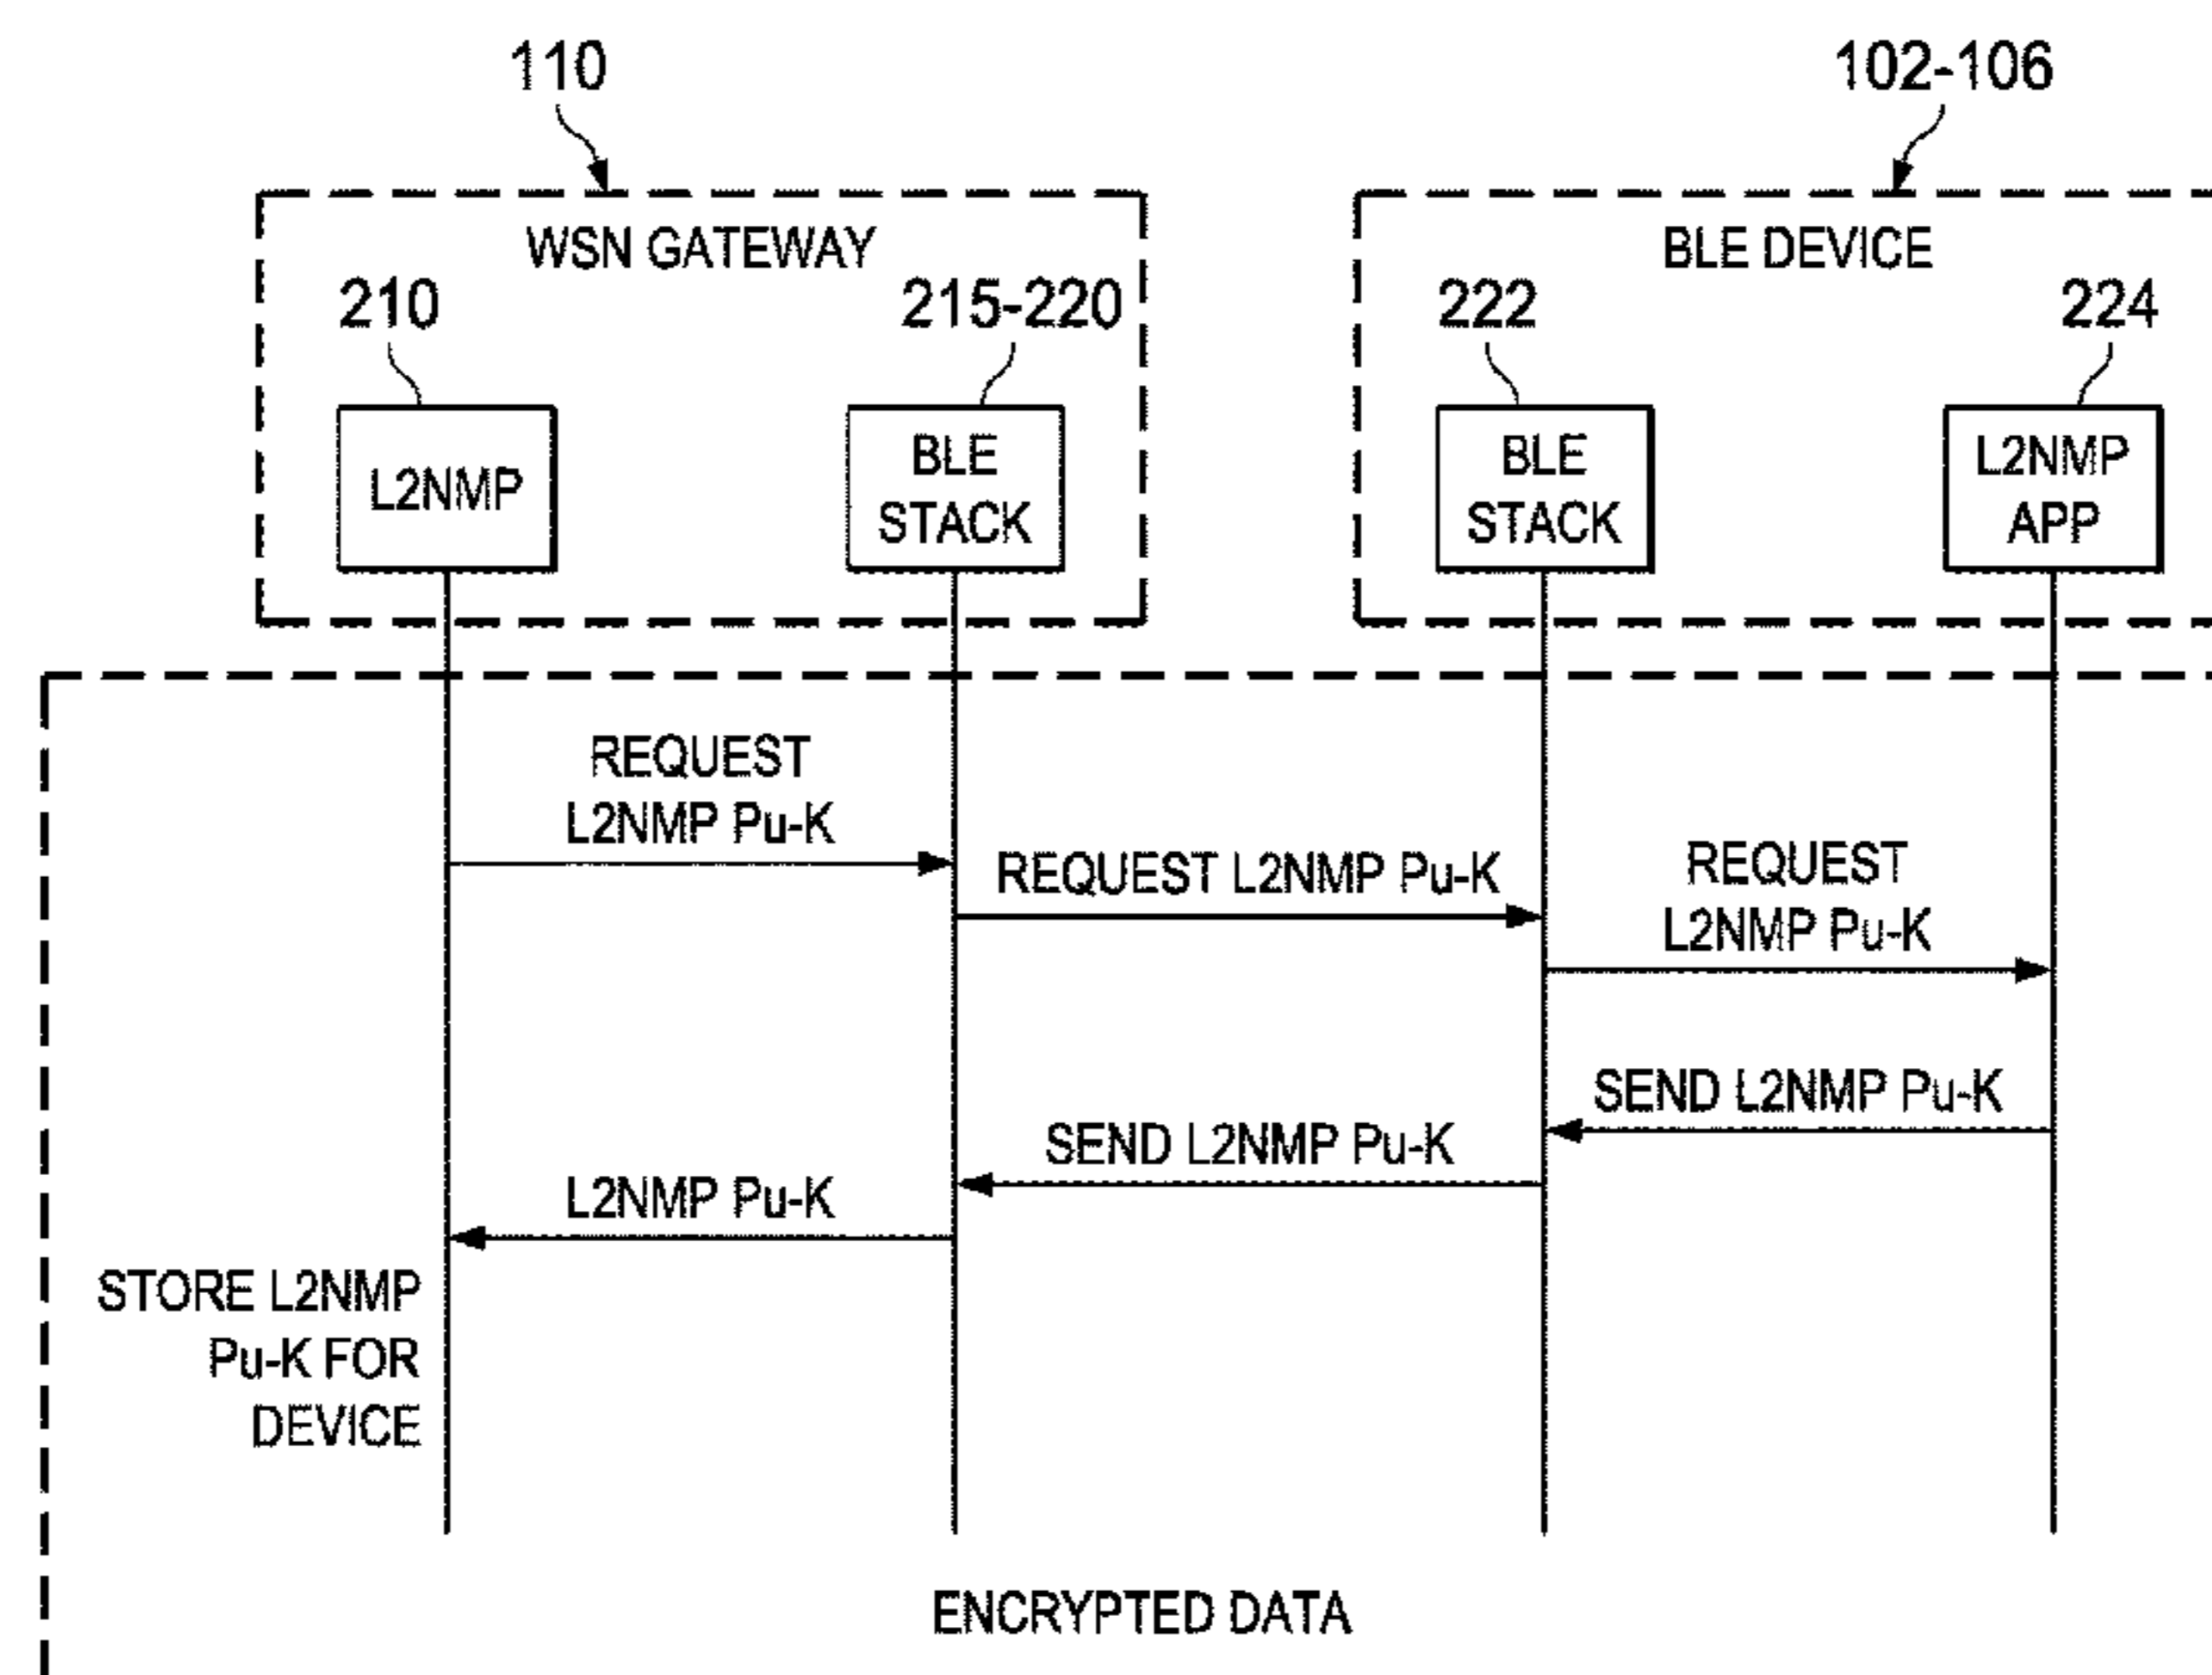 110
102-106
WSN GATEWAY
BLE DEVICE
210
215-220
222
224
L2NMP
BLE
STACK
BLE
STACK
L2NMP
APP
REQUEST
L2NMP Pu-K
REQUEST L2NMP Pu-K
REQUEST
L2NMP Pu-K
SEND L2NMP Pu-K
SEND L2NMP Pu-K
L2NMP Pu-K
STORE L2NMP
Pu-K FOR
DEVICE
ENCRYPTED DATA